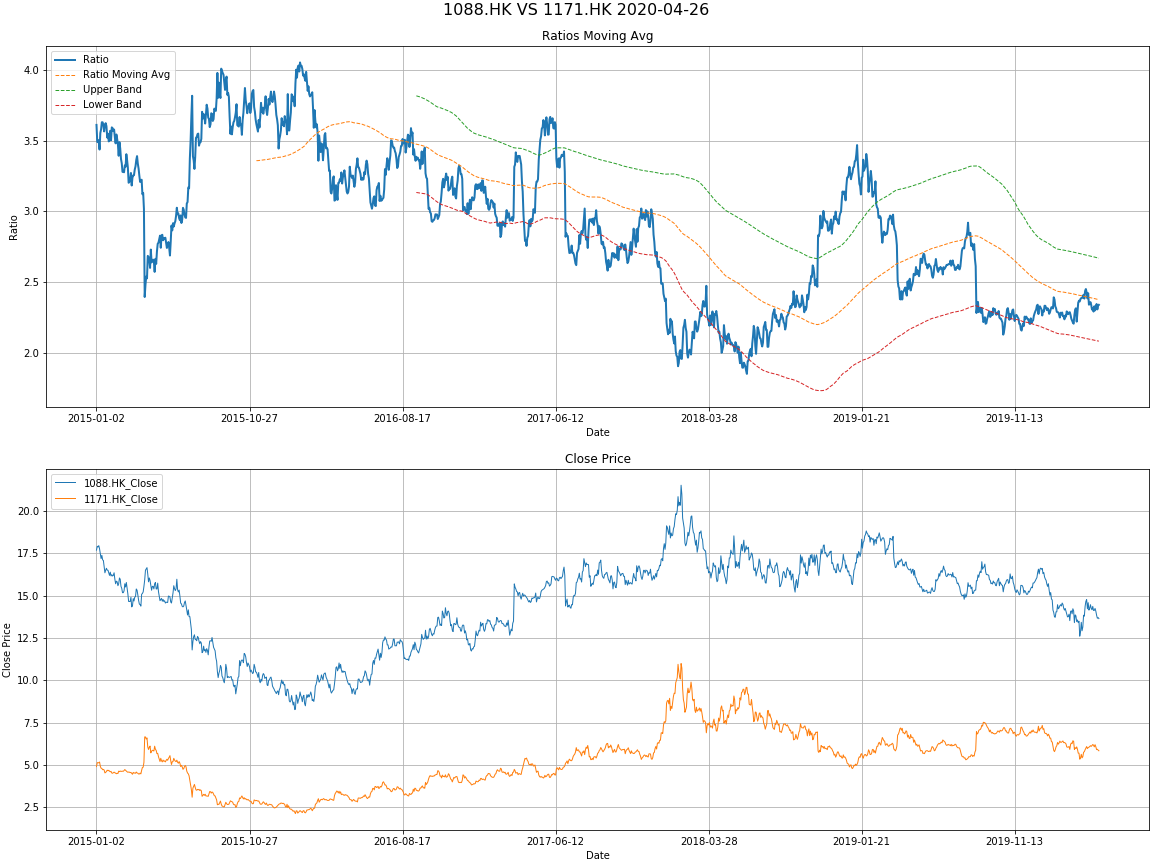 1088.HK VS 1171.HK 2020-04-26
Ratios Moving Avg
Ratio
Ratio Moving Avg
Upper Band
Lower Band
4.0
3.5
3.0
2.5
2.0
Ratio
2015-01-02 2015-10-27 2016-08-17 2017-06-12 2018-03-28 2019-01-21 2019-11-13
Date
Close Price
1088.HK_Close
1171.HK_Close
20.0
17.5
15.0
12.5
10.0
7.5
5.0
2.5
Close Price
2015-01-02 2015-10-27 2016-08-17 2017-06-12 2018-03-28 2019-01-21 2019-11-13
Date